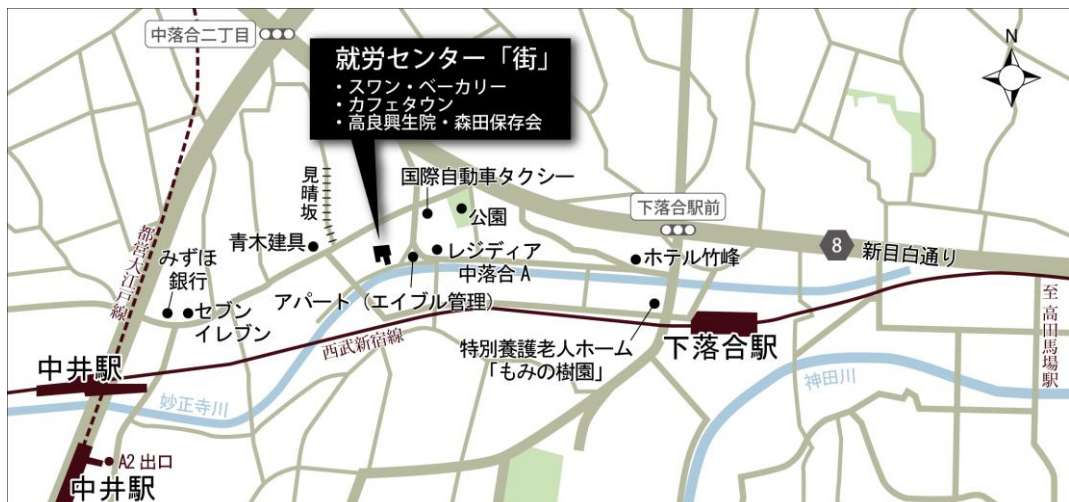 中落合二丁目
就労センター「街」
・スワン・ベーカリー
・カフェタウン
・高良興生院・森田保存会
N
見晴坂
国際自動車タクシー
公園
下落合駅前
8
新目白通り
青木建具
レジディア
中落合A
ホテル竹峰
みずほ
銀行
セブン
イレブン
アパート（エイブル管理）
都営大江戸線
西武新宿線
特別養護老人ホーム
「もみの樹園」
下落合駅
至 高田馬場駅
中井駅
妙正寺川
神田川
A2出口
中井駅